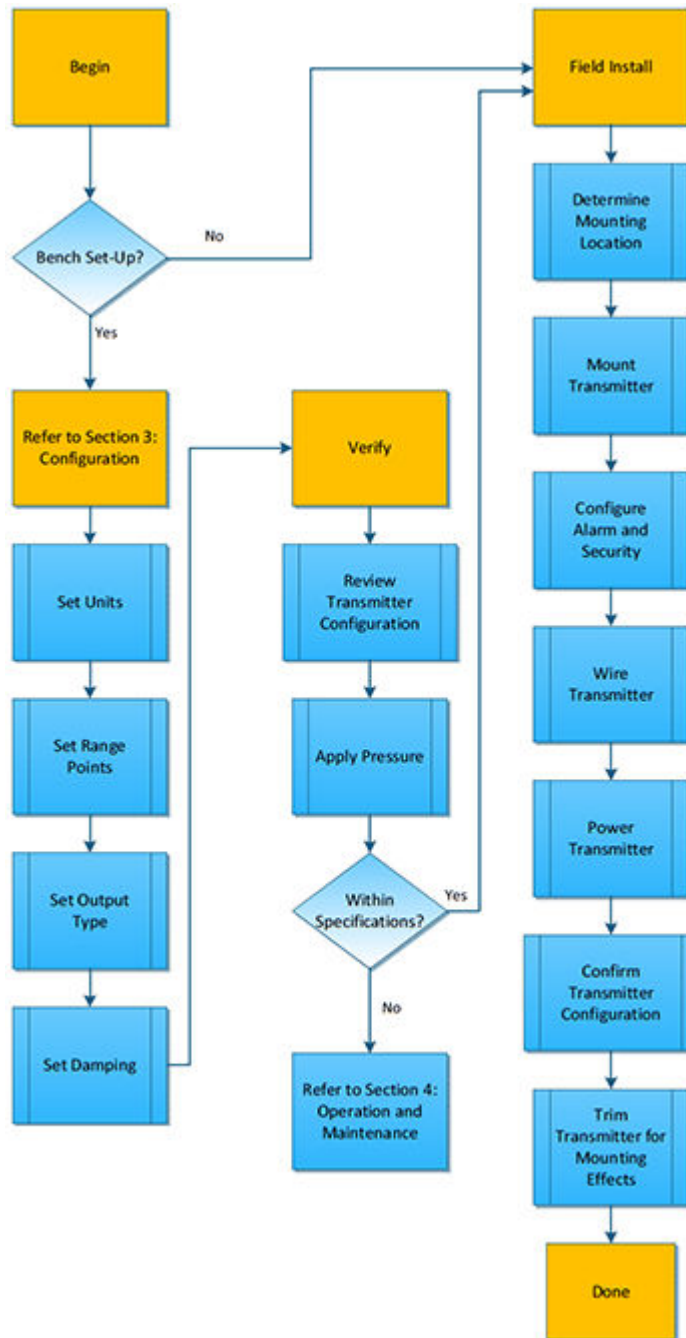 Begin
Bench Set-Up?
No
Yes
Refer to Section 3:
Configuration
Set Units
Set Range
Points
Set Output
Type
Set Damping
Verify
Review
Transmitter
Configuration
Apply Pressure
Within
Specifications?
Yes
No
Refer to Section 4:
Operation and
Maintenance
Field Install
Determine
Mounting
Location
Mount
Transmitter
Configure
Alarm and
Security
Wire
Transmitter
Power
Transmitter
Confirm
Transmitter
Configuration
Trim
Transmitter for
Mounting
Effects
Done